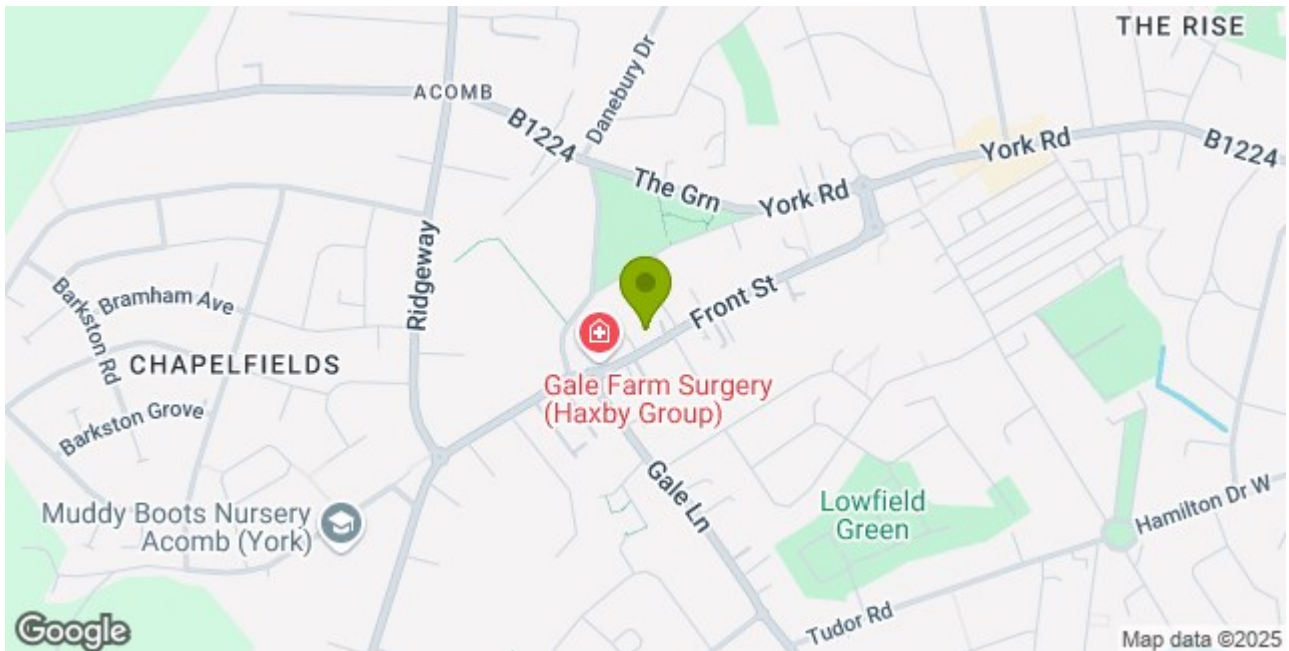 THE RISE
Danebury Dr
ACOMB
B1224
York Rd
B1224
The Grn
York Rd
Ridgeway
Bramham Ave
Barkston Rd
Front St
CHAPELFIELDS
Gale Farm Surgery
(Haxby Group)
Barkston Grove
Gale Ln
Lowfield
Green
Hamilton Dr W
Muddy Boots Nursery
Acomb (York)
Tudor Rd
Google
Map data ©2025